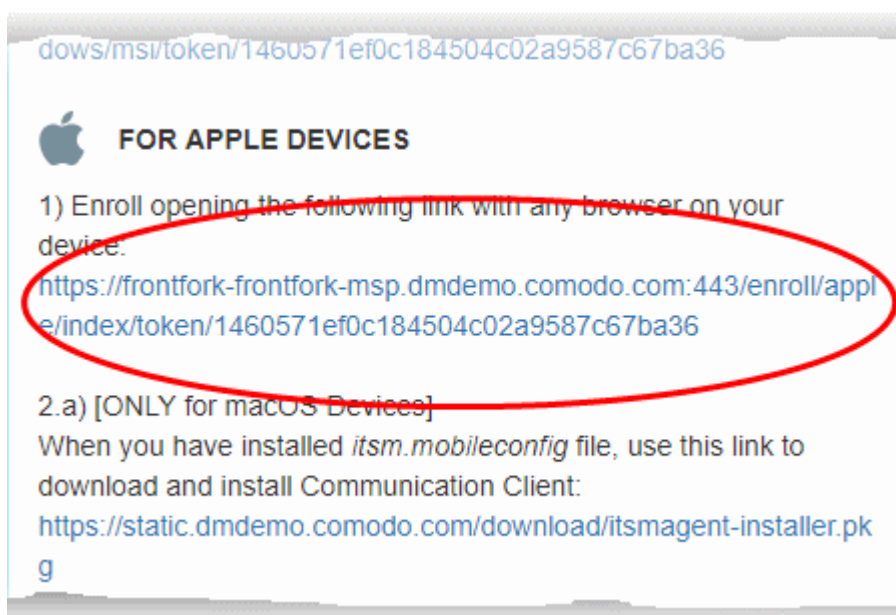 dows/msi/token/1460571ef0c184504c02a9587c67ba36
FOR APPLE DEVICES
1) Enroll opening the following link with any browser on your
device:
https://frontfork-frontfork-msp.dmdemo.comodo.com:443/enroll/appl
e/index/token/1460571ef0c184504c02a9587c67ba36
2.a) [ONLY for macOS Devices]
When you have installed itsm.mobileconfig file, use this link to
download and install Communication Client:
https://static.dmdemo.comodo.com/download/itsmagent-installer.pk
g